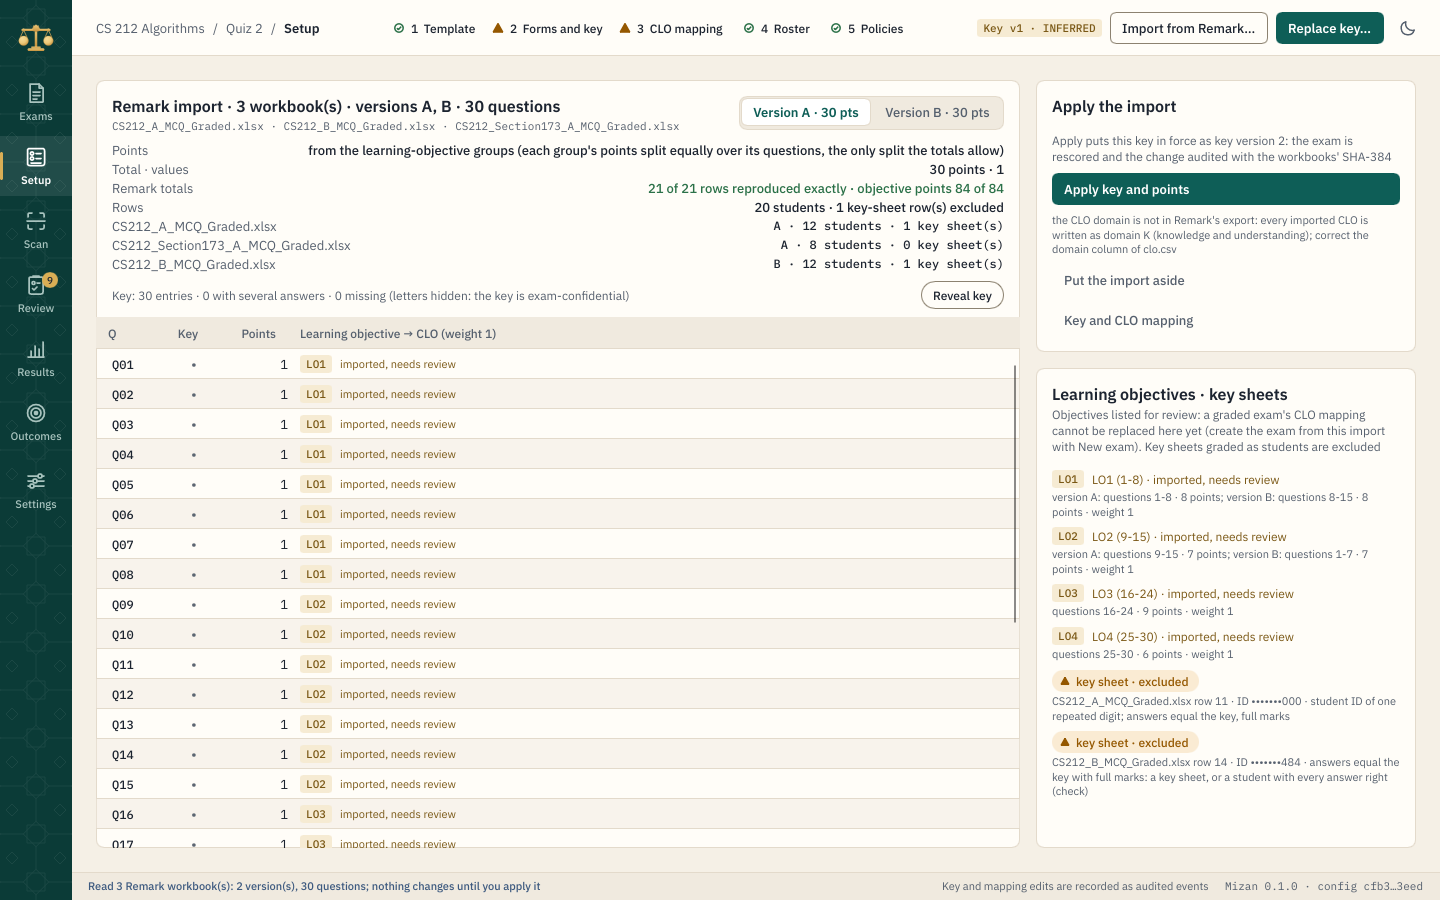 CS 212 Algorithms / Quiz 2 / Setup
1 Template
2 Forms and key
3 CLO mapping
4 Roster
5 Policies
Key v1 · INFERRED
Import from Remark...
Replace key...
Exams
Setup
Scan
9
Review
Results
Outcomes
Settings
Remark import · 3 workbook(s) · versions A, B · 30 questions
CS212_A_MCQ_Graded.xlsx · CS212_B_MCQ_Graded.xlsx · CS212_Section173_A_MCQ_Graded.xlsx
Version A · 30 pts
Version B · 30 pts
Points from the learning-objective groups (each group's points split equally over its questions, the only split the totals allow)
Total · values 30 points · 1
Remark totals 21 of 21 rows reproduced exactly · objective points 84 of 84
Rows 20 students · 1 key-sheet row(s) excluded
CS212_A_MCQ_Graded.xlsx A · 12 students · 1 key sheet(s)
CS212_Section173_A_MCQ_Graded.xlsx A · 8 students · 0 key sheet(s)
CS212_B_MCQ_Graded.xlsx B · 12 students · 1 key sheet(s)
Key: 30 entries · 0 with several answers · 0 missing (letters hidden: the key is exam-confidential)
Reveal key
Q Key Points Learning objective → CLO (weight 1)
Q01 • 1 LO1 imported, needs review
Q02 • 1 LO1 imported, needs review
Q03 • 1 LO1 imported, needs review
Q04 • 1 LO1 imported, needs review
Q05 • 1 LO1 imported, needs review
Q06 • 1 LO1 imported, needs review
Q07 • 1 LO1 imported, needs review
Q08 • 1 LO1 imported, needs review
Q09 • 1 LO2 imported, needs review
Q10 • 1 LO2 imported, needs review
Q11 • 1 LO2 imported, needs review
Q12 • 1 LO2 imported, needs review
Q13 • 1 LO2 imported, needs review
Q14 • 1 LO2 imported, needs review
Q15 • 1 LO2 imported, needs review
Q16 • 1 LO3 imported, needs review
Q17 • 1 LO3 imported, needs review
Apply the import
Apply puts this key in force as key version 2: the exam is
rescored and the change audited with the workbooks' SHA-384
Apply key and points
the CLO domain is not in Remark's export: every imported CLO is
written as domain K (knowledge and understanding); correct the
domain column of clo.csv
Put the import aside
Key and CLO mapping
Learning objectives · key sheets
Objectives listed for review: a graded exam's CLO mapping
cannot be replaced here yet (create the exam from this import
with New exam). Key sheets graded as students are excluded
LO1 LO1 (1-8) · imported, needs review
version A: questions 1-8 · 8 points; version B: questions 8-15 · 8
points · weight 1
LO2 LO2 (9-15) · imported, needs review
version A: questions 9-15 · 7 points; version B: questions 1-7 · 7
points · weight 1
LO3 LO3 (16-24) · imported, needs review
questions 16-24 · 9 points · weight 1
LO4 LO4 (25-30) · imported, needs review
questions 25-30 · 6 points · weight 1
key sheet · excluded
CS212_A_MCQ_Graded.xlsx row 11 · ID •••••••000 · student ID of one
repeated digit; answers equal the key, full marks
key sheet · excluded
CS212_B_MCQ_Graded.xlsx row 14 · ID •••••••484 · answers equal the
key with full marks: a key sheet, or a student with every answer right
(check)
Read 3 Remark workbook(s): 2 version(s), 30 questions; nothing changes until you apply it
Key and mapping edits are recorded as audited events
Mizan 0.1.0 · config cfb3…3eed